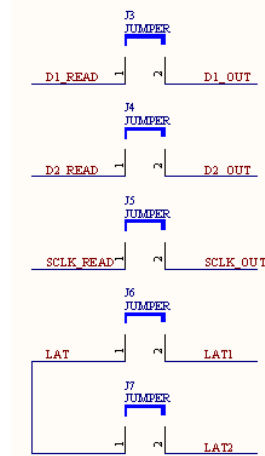 J3
JUMPER
D1_READ 1 2 D1_OUT
J4
JUMPER
D2_READ 1 2 D2_OUT
J5
JUMPER
SCLK_READ 1 2 SCLK_OUT
J6
JUMPER
LAT 1 2 LAT1
J7
JUMPER
1 2 LAT2